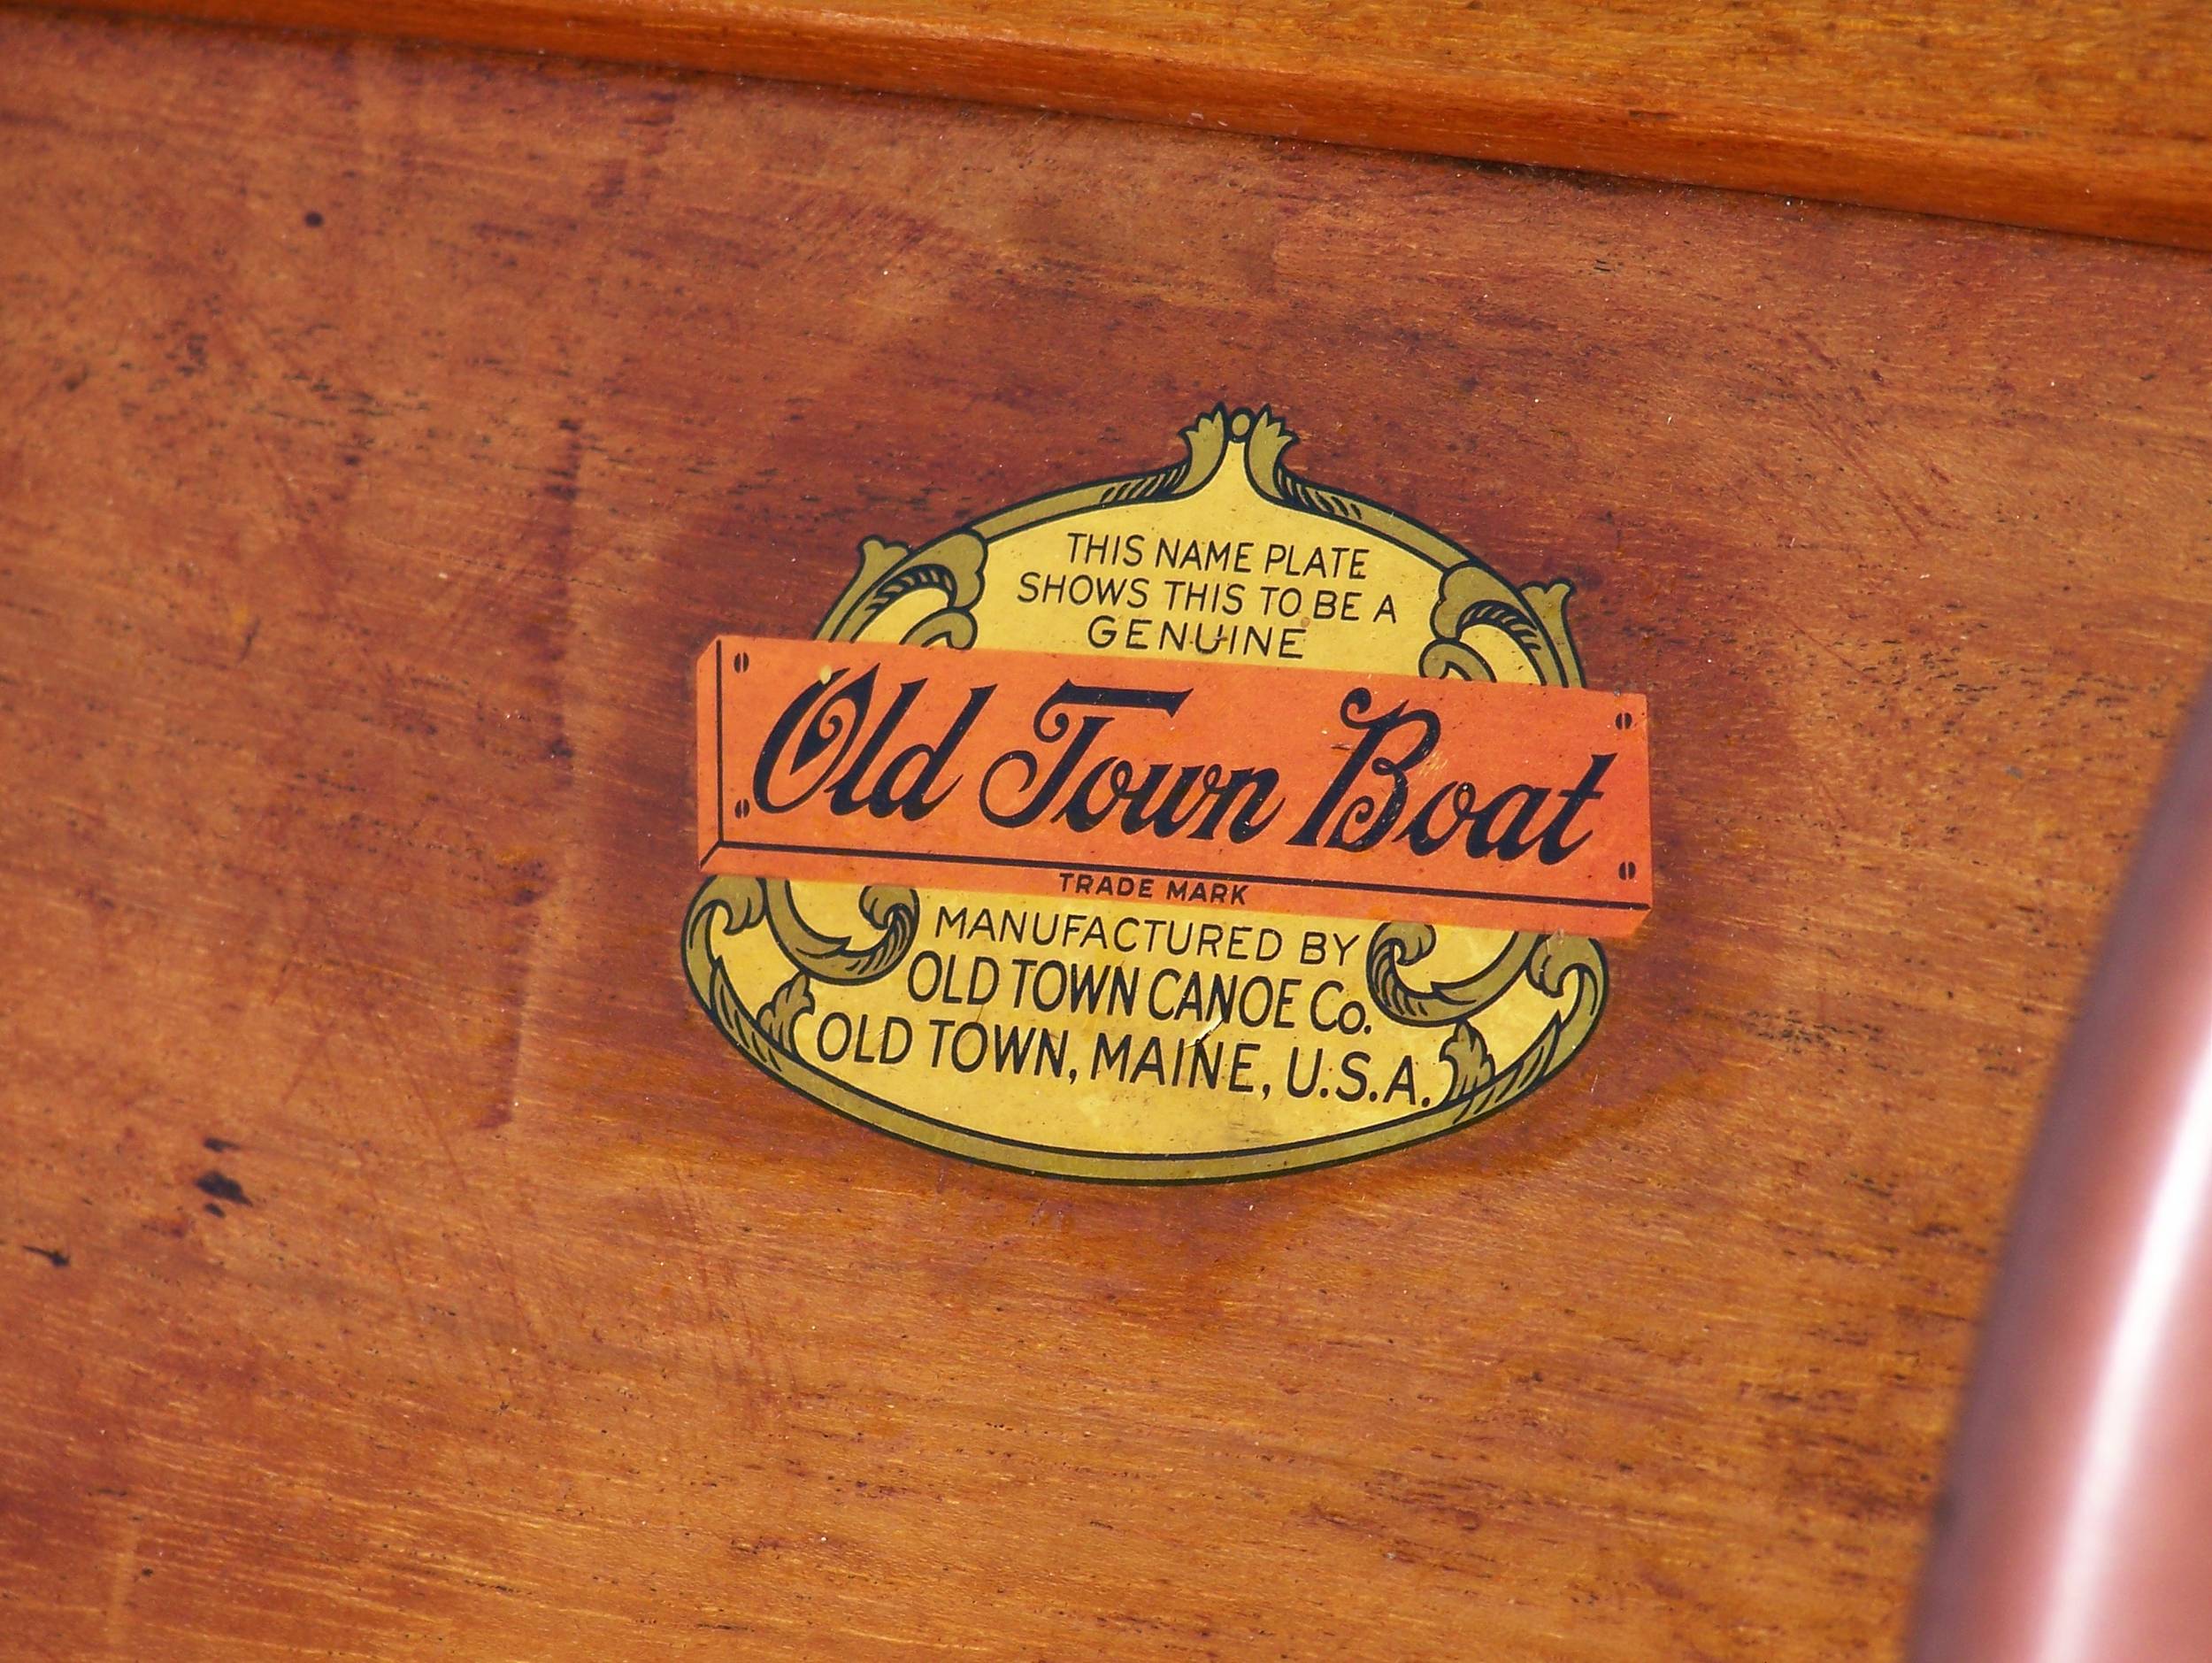 THIS NAME PLATE
SHOWS THIS TO BE A
GENUINE
Old Town Boat
TRADE MARK
MANUFACTURED BY
OLD TOWN CANOE Co.
OLD TOWN, MAINE, U.S.A.